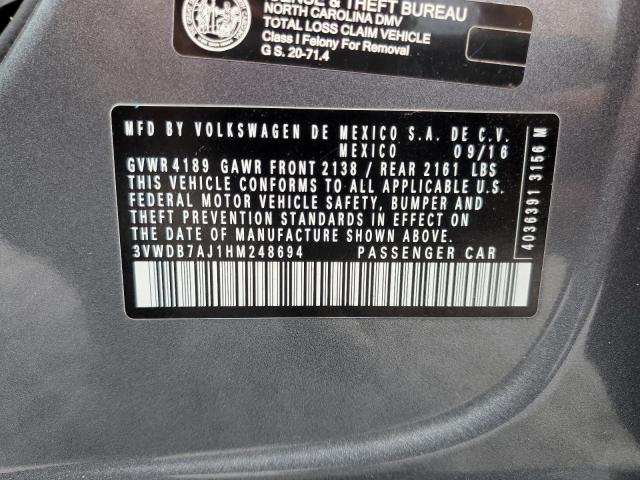 & THEFT BUREAU
NORTH CAROLINA DMV
TOTAL LOSS CLAIM VEHICLE
Class I Felony For Removal
G S. 20-71.4
MFD BY VOLKSWAGEN DE MEXICO S.A. DE C.V.
MEXICO 09/16
GVWR 4189 GAWR FRONT 2138 / REAR 2161 LBS
THIS VEHICLE CONFORMS TO ALL APPLICABLE U.S.
FEDERAL MOTOR VEHICLE SAFETY, BUMPER AND
THEFT PREVENTION STANDARDS IN EFFECT ON
THE DATE OF MANUFACTURE SHOWN ABOVE.
3VWDB7AJ1HM248694 PASSENGER CAR
4036391 3156 M